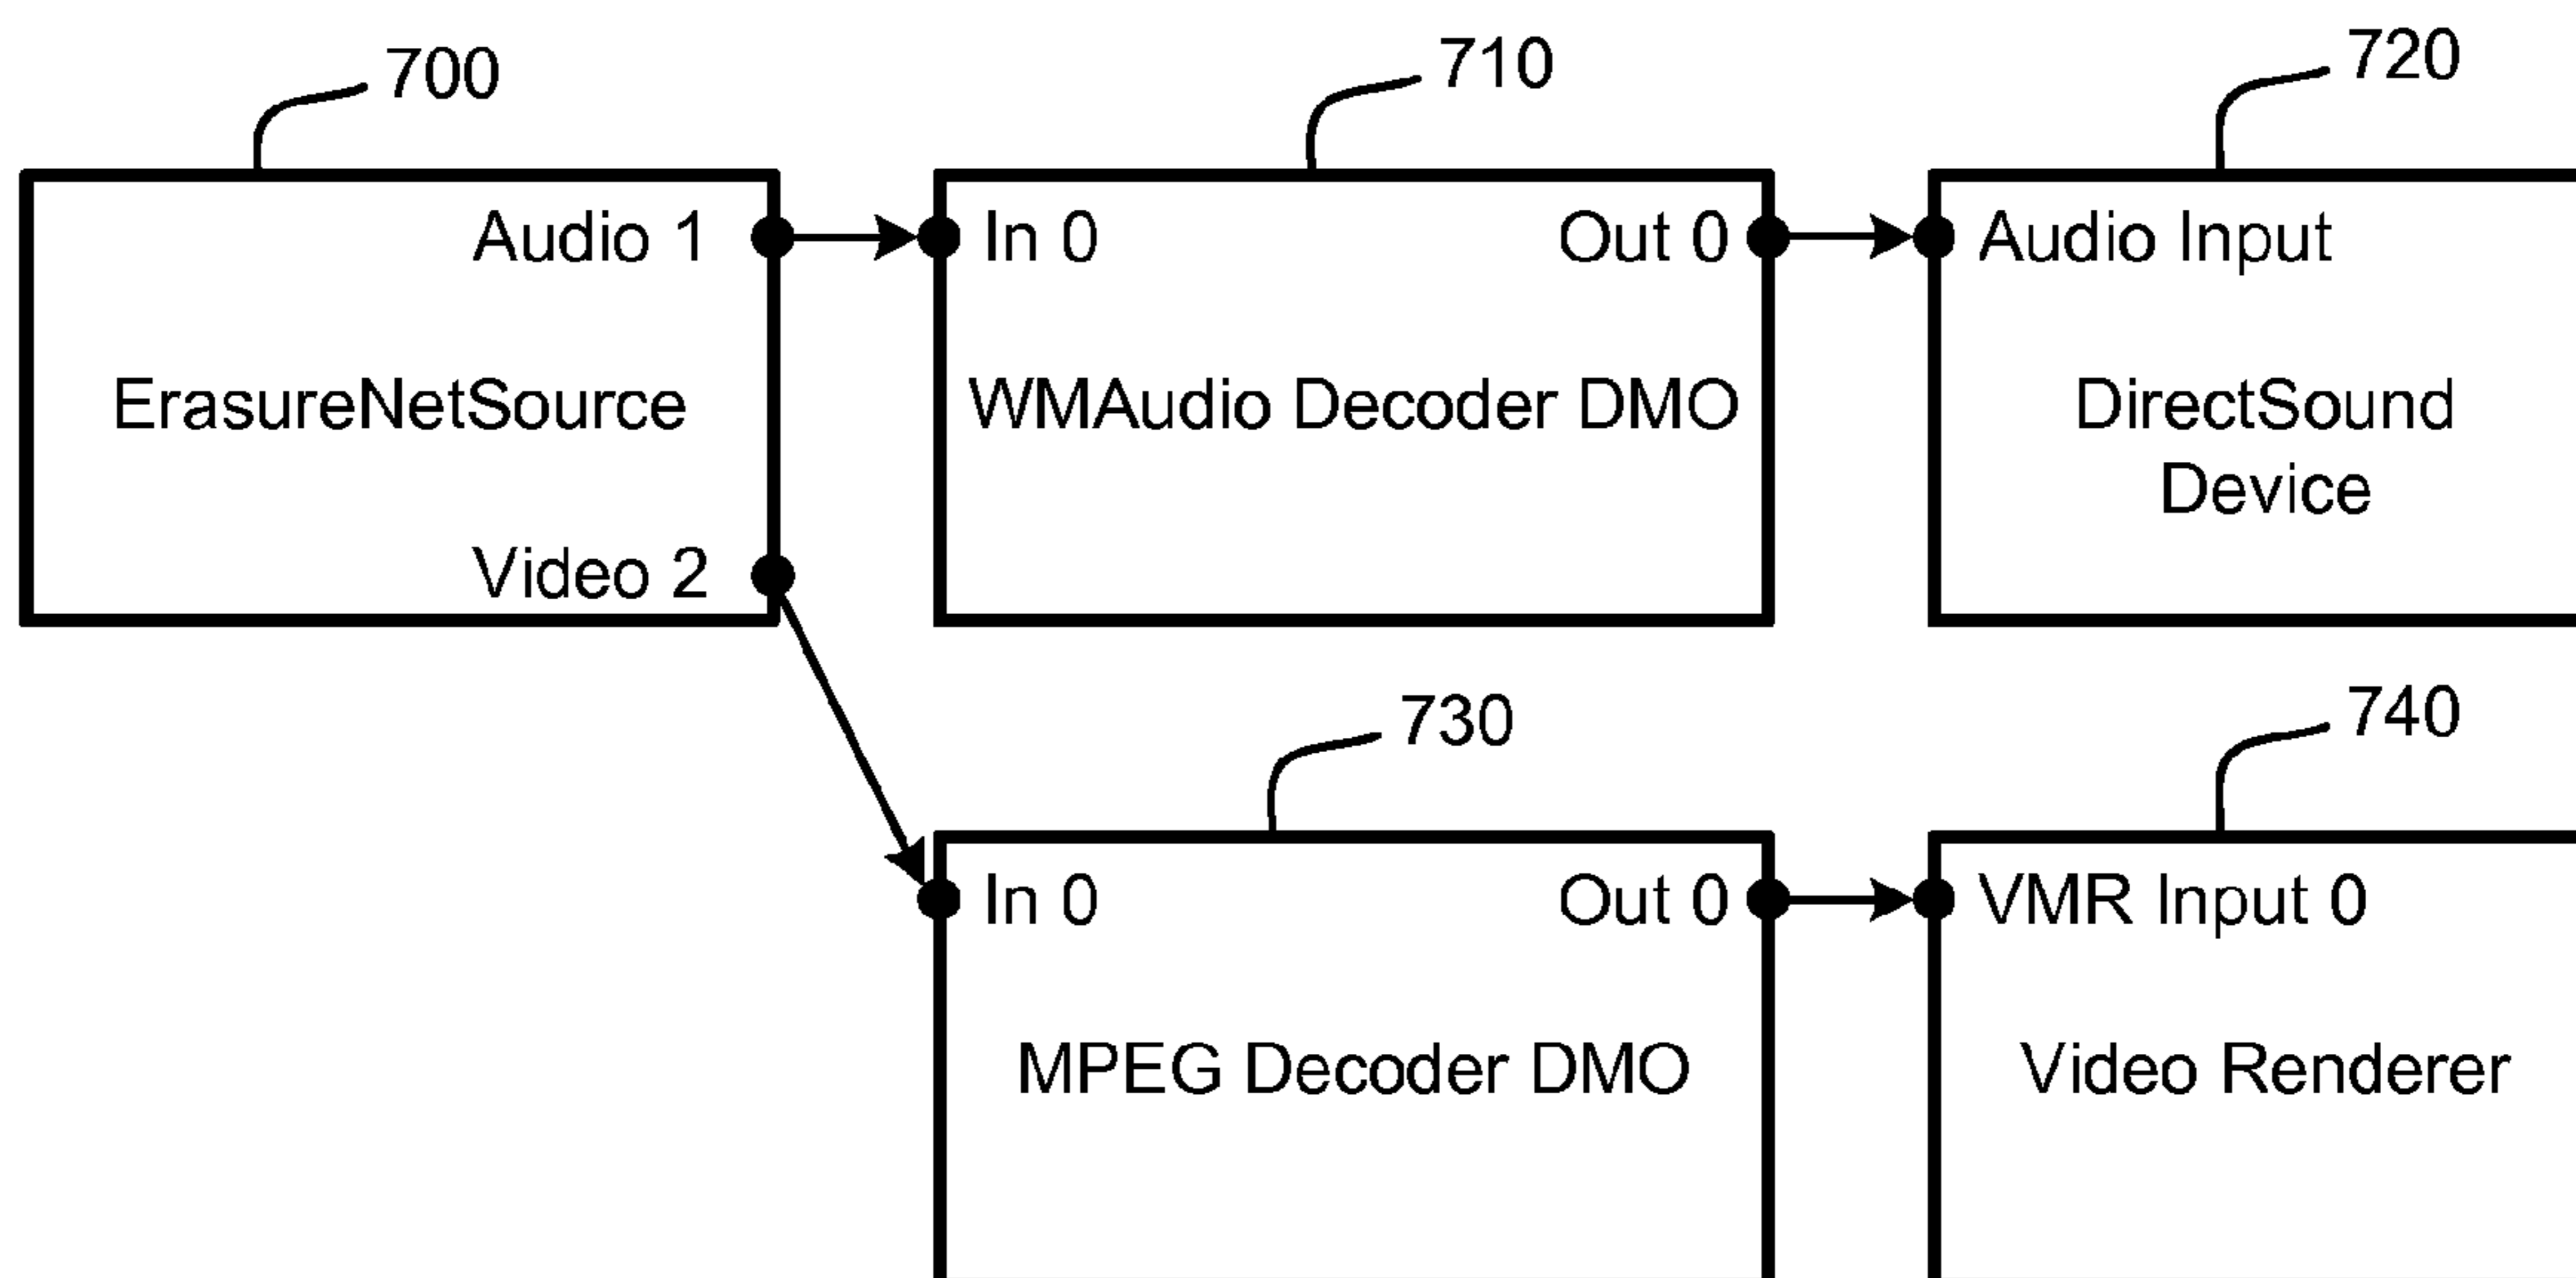 700
710
720
Audio 1
In 0
Out 0
Audio Input
ErasureNetSource
WMAudio Decoder DMO
DirectSound
Device
Video 2
730
740
In 0
Out 0
VMR Input 0
MPEG Decoder DMO
Video Renderer